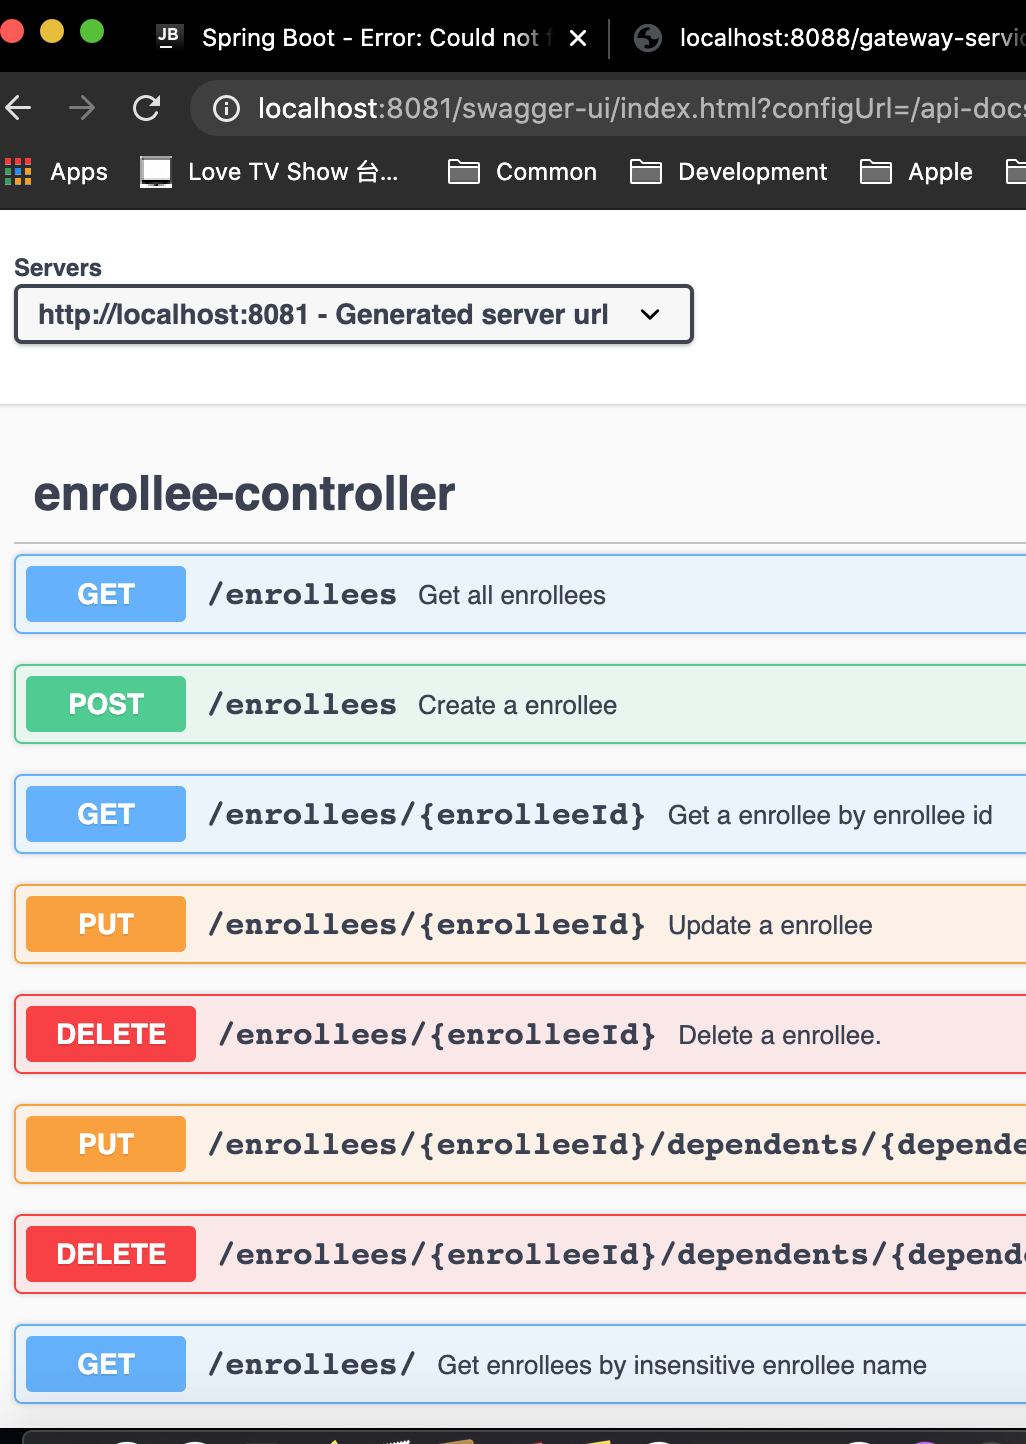 JB Spring Boot - Error: Could not localhost:8088/gateway-servic
localhost:8081/swagger-ui/index.html?configUrl=/api-docs
Apps Love TV Show 台... Common Development Apple
Servers
http://localhost:8081 - Generated server url
enrollee-controller
GET /enrollees Get all enrollees
POST /enrollees Create a enrollee
GET /enrollees/{enrolleeId} Get a enrollee by enrollee id
PUT /enrollees/{enrolleeId} Update a enrollee
DELETE /enrollees/{enrolleeId} Delete a enrollee.
PUT /enrollees/{enrolleeId}/dependents/{depende
DELETE /enrollees/{enrolleeId}/dependents/{depend
GET /enrollees/ Get enrollees by insensitive enrollee name